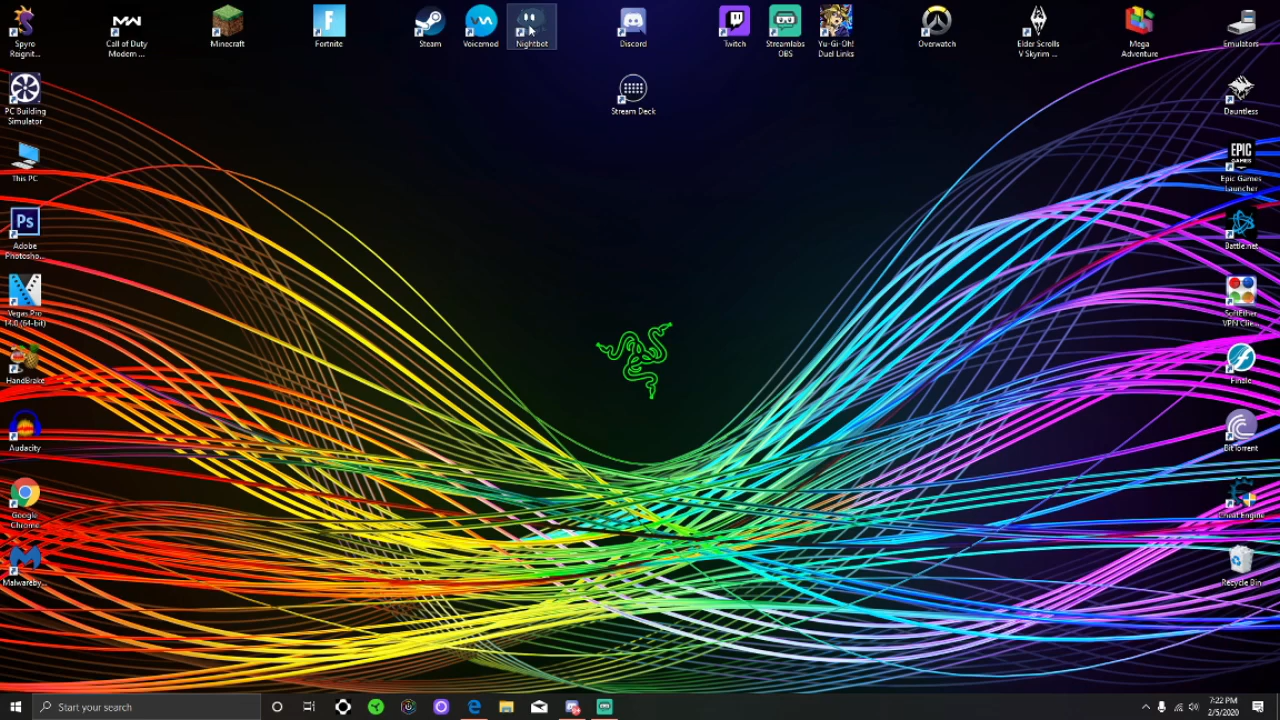 Spyro
Reignit...
Call of Duty
Modern ...
Minecraft
Fortnite
Steam
Voicemod
Nightbot
Discord
Twitch
Streamlabs
OBS
Yu-Gi-Oh!
Duel Links
Overwatch
Elder Scrolls
V Skyrim ...
Mega
Adventure
Emulators
PC Building
Simulator
Stream Deck
Dauntless
This PC
EPIC
GAMES
Epic Games
Launcher
Ps
Adobe
Photosho...
Battle.net
Vegas Pro
14.0 (64-bit)
SoftEther
VPN Clie...
HandBrake
Finale
Audacity
BitTorrent
Google
Chrome
Cheat Engine
Malwareby...
Recycle Bin
Start your search
7:22 PM
2/5/2020